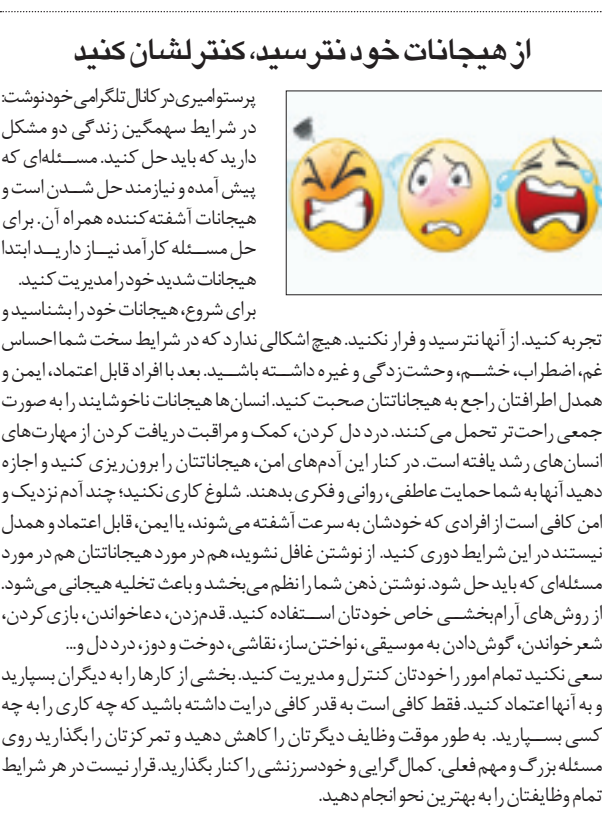 از هیجانات خود نترسید، کنترلشان کنید
پرستو امیری در کانال تلگرامی خود نوشت:
در شرایط سهمگین زندگی دو مشکل
دارید که باید حل کنید. مسئله‌ای که
پیش آمده و نیازمند حل شدن است و
هیجانات آشفته‌کننده همراه آن. برای
حل مسئله کارآمد نیاز دارید ابتدا
هیجانات شدید خود را مدیریت کنید.
برای شروع، هیجانات خود را بشناسید و
تجربه کنید. از آنها نترسید و فرار نکنید. هیچ اشکالی ندارد که در شرایط سخت شما احساس
غم، اضطراب، خشم، وحشت‌زدگی و غیره داشته باشید. بعد با افراد قابل اعتماد، ایمن و
همدل اطرافتان راجع به هیجاناتتان صحبت کنید. انسان‌ها هیجانات ناخوشایند را به صورت
جمعی راحت‌تر تحمل می‌کنند. درد دل کردن، کمک و مراقبت دریافت کردن از مهارت‌های
انسان‌های رشد یافته است. در کنار این آدم‌های امن، هیجاناتتان را برون‌ریزی کنید و اجازه
دهید آنها به شما حمایت عاطفی، روانی و فکری بدهند. شلوغ کاری نکنید؛ چند آدم نزدیک و
امن کافی است از افرادی که خودشان به سرعت آشفته می‌شوند، یا ایمن، قابل اعتماد و همدل
نیستند در این شرایط دوری کنید. از نوشتن غافل نشوید، هم در مورد هیجاناتتان هم در مورد
مسئله‌ای که باید حل شود. نوشتن ذهن شما را نظم می‌بخشد و باعث تخلیه هیجانی می‌شود.
از روش‌های آرام‌بخشی خاص خودتان استفاده کنید. قدم‌زدن، دعاخواندن، بازی‌کردن،
شعرخواندن، گوش‌دادن به موسیقی، نواختن ساز، نقاشی، دوخت و دوز، درد دل و...
سعی نکنید تمام امور را خودتان کنترل و مدیریت کنید. بخشی از کارها را به دیگران بسپارید
و به آنها اعتماد کنید. فقط کافی است به قدر کافی درایت داشته باشید که چه کاری را به چه
کسی بسپارید. به طور موقت وظایف دیگرتان را کاهش دهید و تمرکزتان را بگذارید روی
مسئله بزرگ و مهم فعلی. کمال‌گرایی و خودسرزنشی را کنار بگذارید. قرار نیست در هر شرایط
تمام وظایفتان را به بهترین نحو انجام دهید.